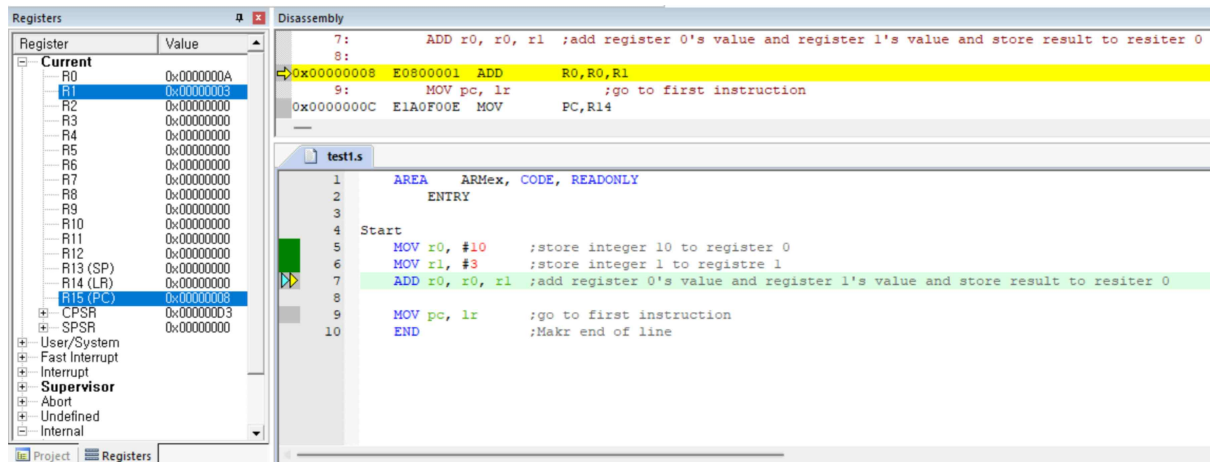 Registers
Register Value
Current
R0 0x0000000A
R1 0x00000003
R2 0x00000000
R3 0x00000000
R4 0x00000000
R5 0x00000000
R6 0x00000000
R7 0x00000000
R8 0x00000000
R9 0x00000000
R10 0x00000000
R11 0x00000000
R12 0x00000000
R13 (SP) 0x00000000
R14 (LR) 0x00000000
R15 (PC) 0x00000008
CPSR 0x000000D3
SPSR 0x00000000
User/System
Fast Interrupt
Interrupt
Supervisor
Abort
Undefined
Internal
Project Registers
Disassembly
7: ADD r0, r0, r1 ;add register 0's value and register 1's value and store result to resiter 0
8:
0x00000008 E0800001 ADD R0,R0,R1
9: MOV pc, lr ;go to first instruction
0x0000000C E1A0F00E MOV PC,R14
test1.s
1 AREA ARMex, CODE, READONLY
2 ENTRY
3
4 Start
5 MOV r0, #10 ;store integer 10 to register 0
6 MOV r1, #3 ;store integer 1 to registre 1
7 ADD r0, r0, r1 ;add register 0's value and register 1's value and store result to resiter 0
8
9 MOV pc, lr ;go to first instruction
10 END ;Makr end of line